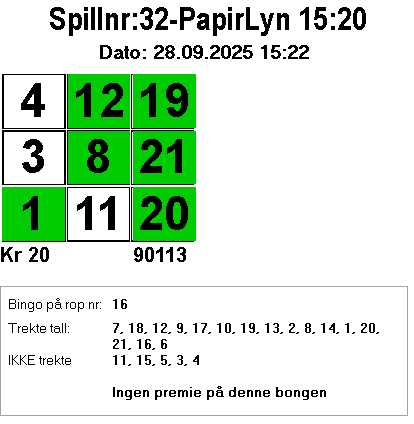 Spillnr:32-PapirLyn 15:20
Dato: 28.09.2025 15:22
4 12 19
3 8 21
1 11 20
Kr 20 90113
Bingo på rop nr: 16
Trekte tall: 7, 18, 12, 9, 17, 10, 19, 13, 2, 8, 14, 1, 20,
21, 16, 6
IKKE trekte 11, 15, 5, 3, 4
Ingen premie på denne bongen